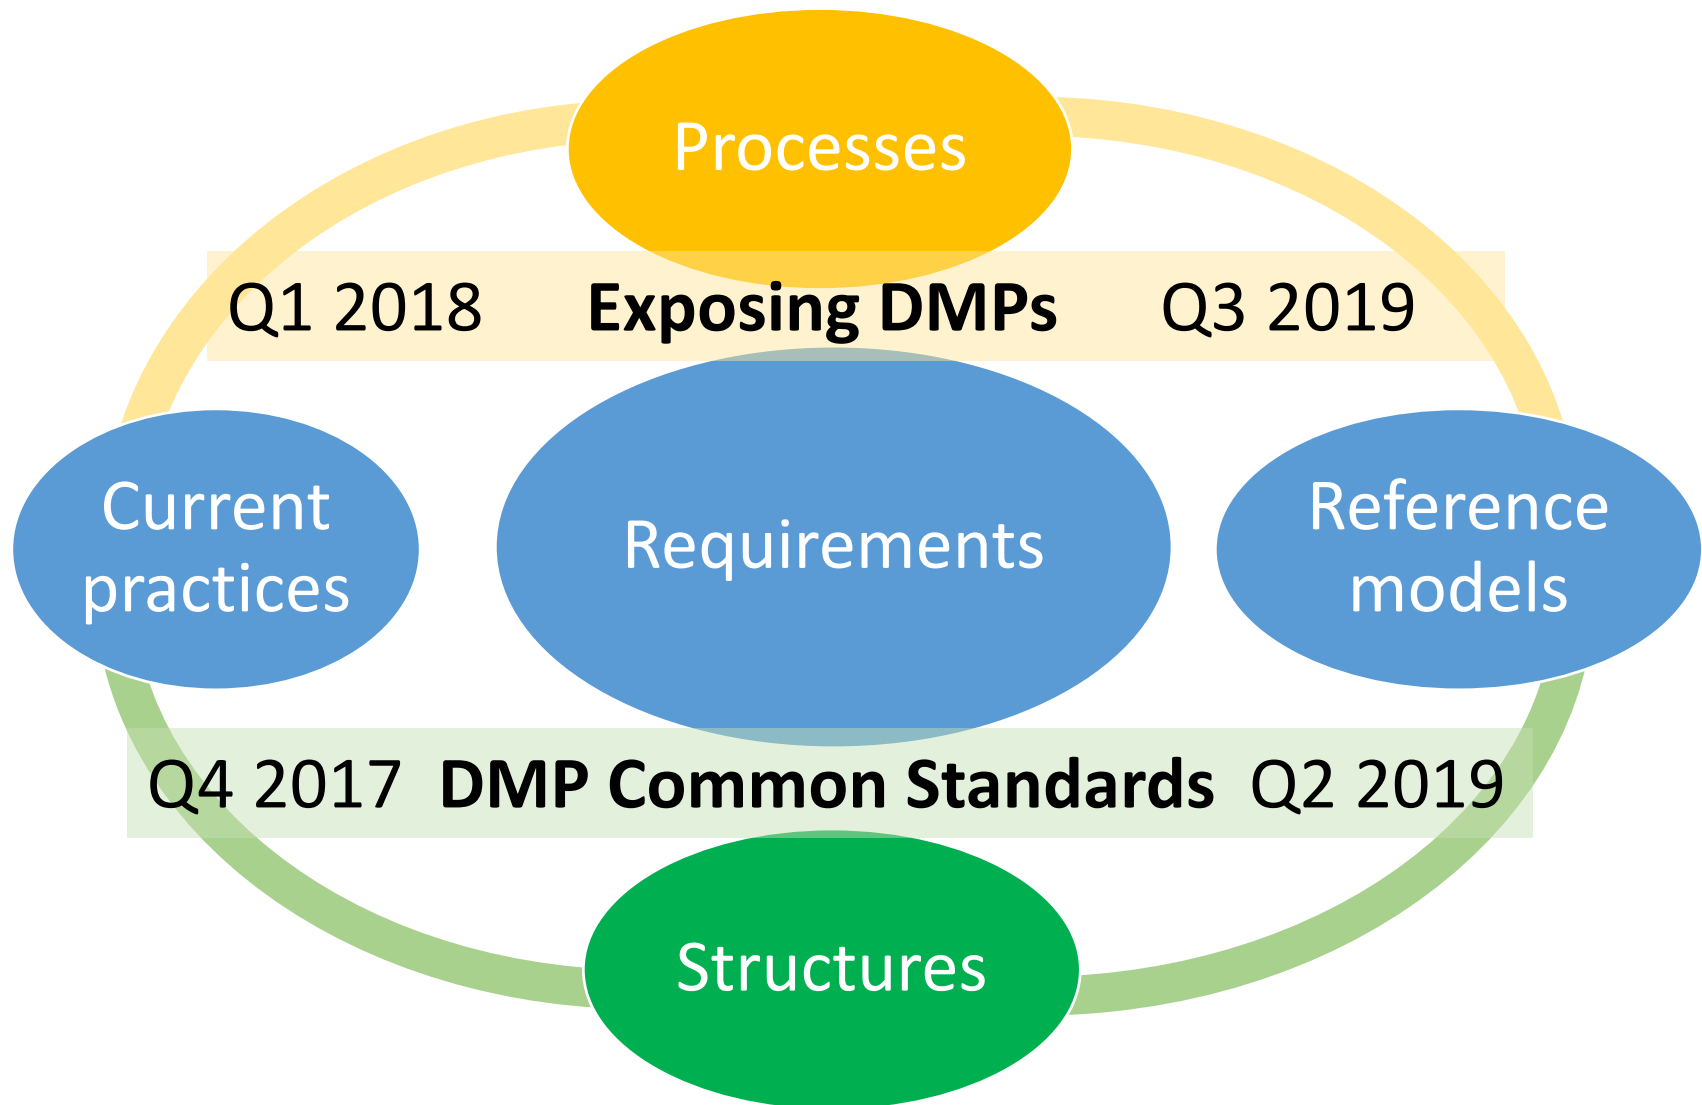 Processes
Q1 2018 Exposing DMPs Q3 2019
Current
practices
Requirements
Reference
models
Q4 2017 DMP Common Standards Q2 2019
Structures